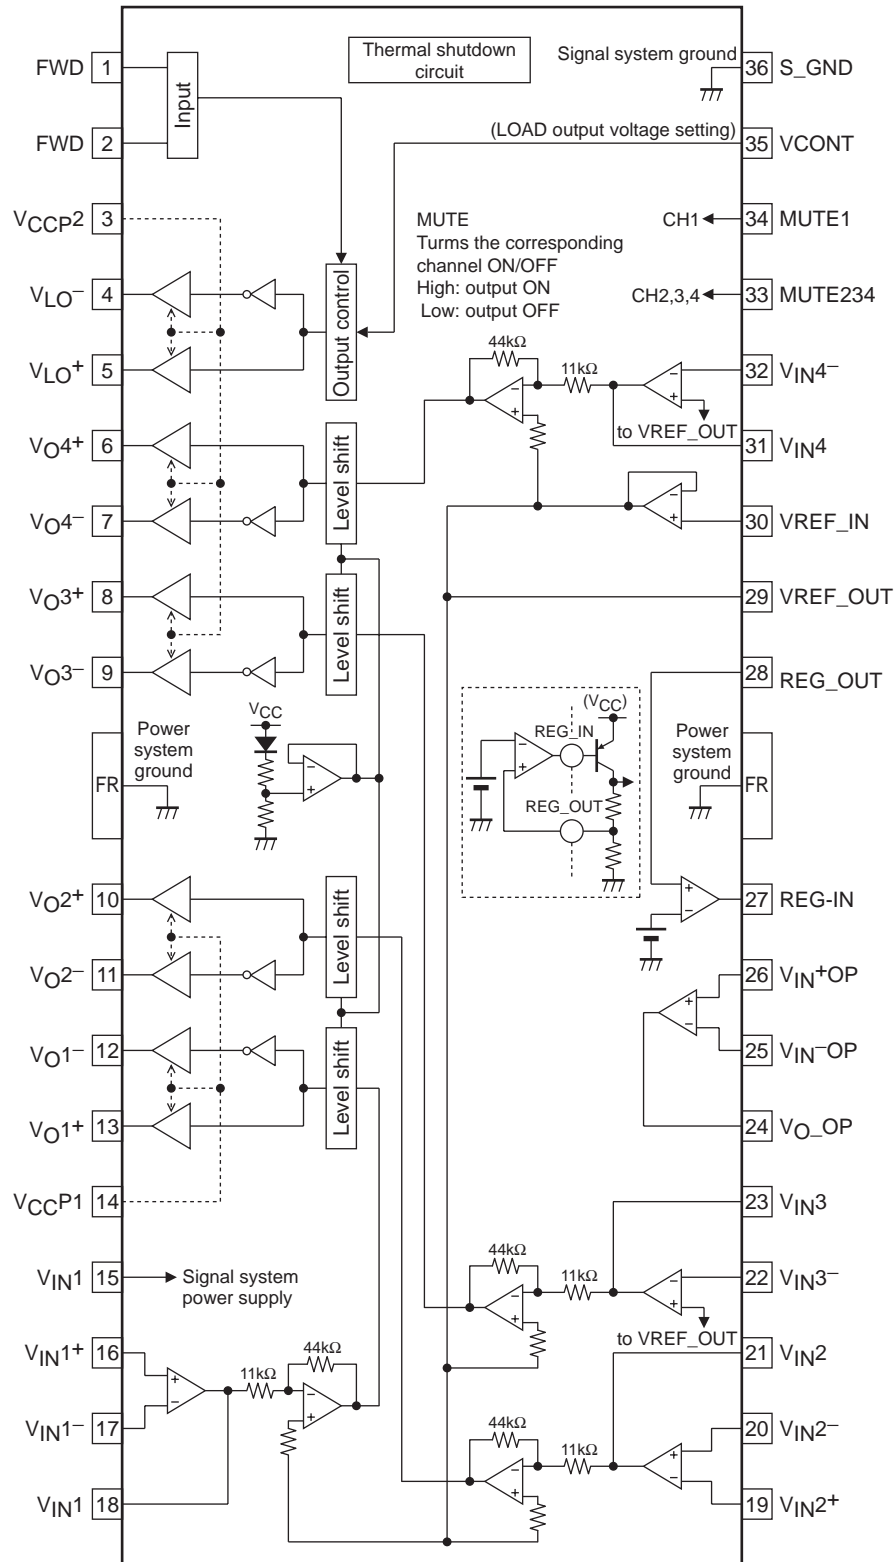 Thermal shutdown
circuit
Signal system ground
FWD 1
Input
36 S_GND
FWD 2
(LOAD output voltage setting)
35 VCONT
VCCP2 3
MUTE
Turms the corresponding
channel ON/OFF
High: output ON
Low: output OFF
CH1
34 MUTE1
VLO− 4
CH2,3,4
33 MUTE234
Output control
VLO+ 5
44kΩ
11kΩ
− +
− +
32 VIN4−
to VREF_OUT
VO4+ 6
31 VIN4
Level shift
VO4− 7
− +
30 VREF_IN
VO3+ 8
29 VREF_OUT
Level shift
VO3− 9
28 REG_OUT
FR
Power
system
ground
VCC
− +
(VCC)
REG_IN
− +
REG_OUT
Power
system
ground
FR
VO2+ 10
+ −
27 REG-IN
Level shift
VO2− 11
26 VIN+OP
+ −
VO1− 12
25 VIN−OP
Level shift
VO1+ 13
24 VO_OP
VCCP1 14
23 VIN3
VIN1 15
Signal system
power supply
44kΩ
11kΩ
− +
− +
22 VIN3−
to VREF_OUT
VIN1+ 16
44kΩ
11kΩ
+ −
− +
21 VIN2
VIN1− 17
44kΩ
11kΩ
− +
+ −
20 VIN2−
VIN1 18
19 VIN2+